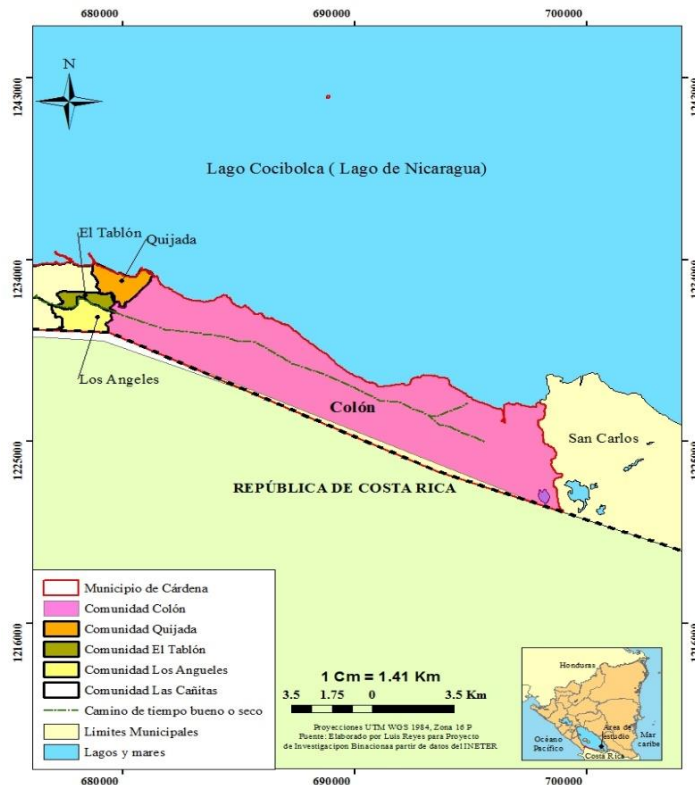 680000
690000
700000
1243000
1243000
N
Lago Cocibolca ( Lago de Nicaragua)
El Tablón
Quijada
1234000
1234000
Los Angeles
Colón
San Carlos
1225000
1225000
REPÚBLICA DE COSTA RICA
Municipio de Cárdena
Comunidad Colón
Comunidad Quijada
Comunidad El Tablón
Comunidad Los Angueles
Comunidad Las Cañitas
Camino de tiempo bueno o seco
Límites Municipales
Lagos y mares
1216000
1216000
1 Cm = 1.41 Km
3.5 1.75 0 3.5 Km
Proyecciones UTM WGS 1984, Zona 16 P
Fuente: Elaborado por Luis Reyes para Proyecto
de Investigacipon Binacionas partir de datos del INETER
Honduras
Océano
Pacífico
Área de
estudio
Mar
caribe
Costa Rica
680000
690000
700000